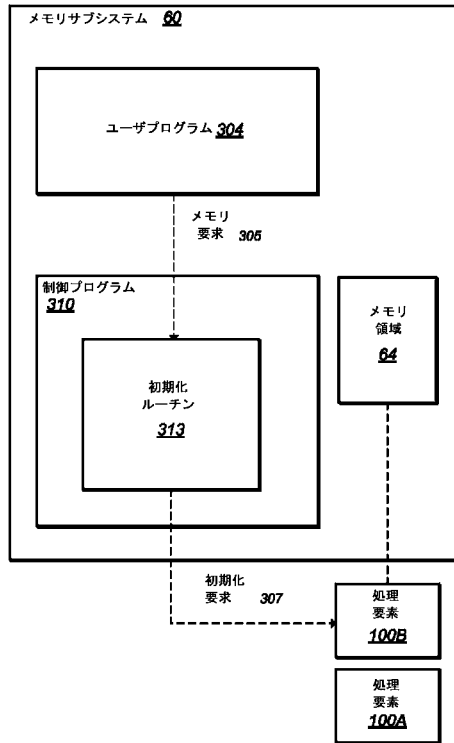 メモリサブシステム 60
ユーザプログラム 304
メモリ
要求 305
制御プログラム
310
初期化
ルーチン
313
メモリ
領域
64
初期化
要求 307
処理
要素
100B
処理
要素
100A